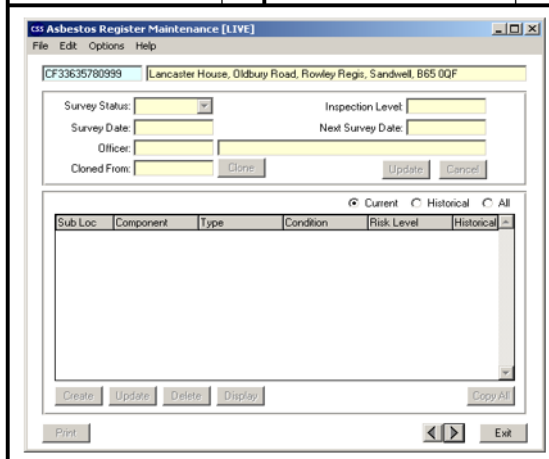 css Asbestos Register Maintenance [LIVE]
File Edit Options Help
CF33635780999 Lancaster House, Oldbury Road, Rowley Regis, Sandwell, B65 0QF
Survey Status: Inspection Level:
Survey Date: Next Survey Date:
Officer:
Cloned From: Clone Update Cancel
Current Historical All
Sub Loc Component Type Condition Risk Level Historical
Create Update Delete Display Copy All
Print Exit